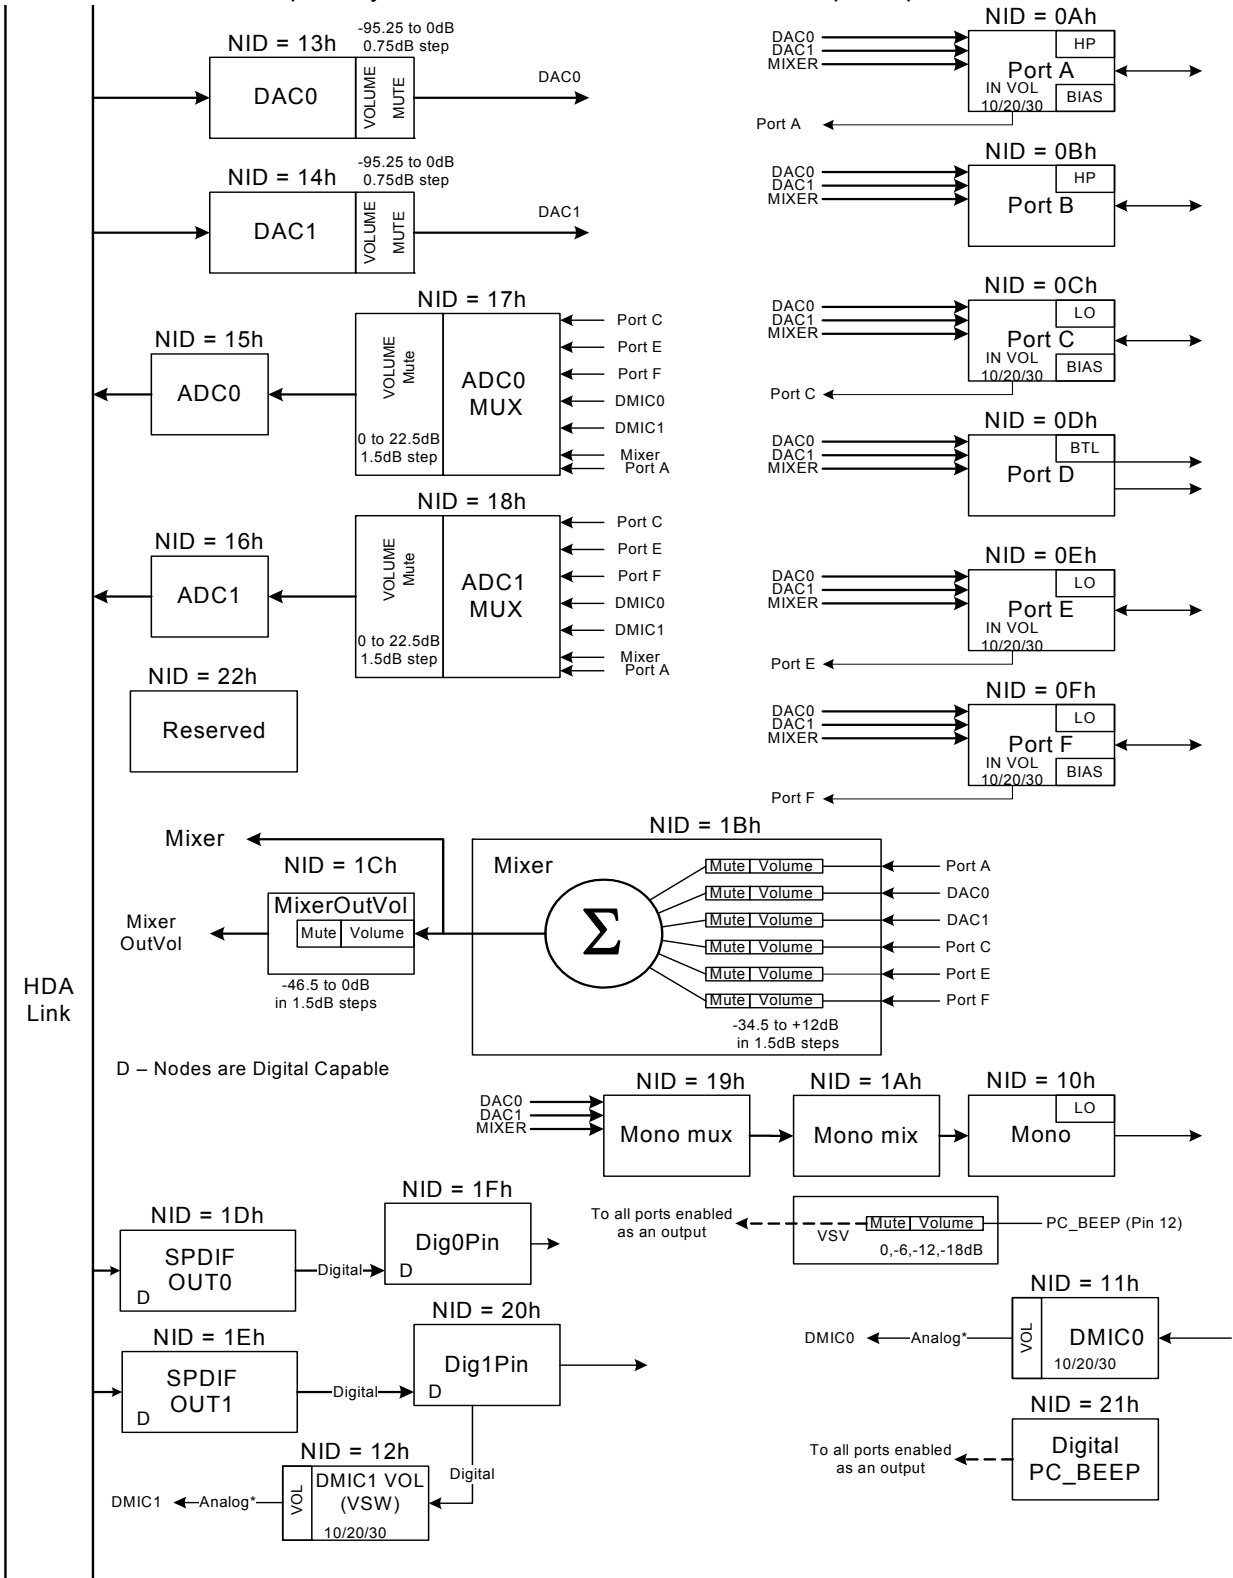 NID = 13h
-95.25 to 0dB
0.75dB step
DAC0
VOLUME
MUTE
DAC0
NID = 14h
-95.25 to 0dB
0.75dB step
DAC1
VOLUME
MUTE
DAC1
NID = 17h
NID = 15h
ADC0
VOLUME
Mute
0 to 22.5dB
1.5dB step
ADC0
MUX
Port C
Port E
Port F
DMIC0
DMIC1
Mixer
Port A
NID = 18h
NID = 16h
ADC1
VOLUME
Mute
0 to 22.5dB
1.5dB step
ADC1
MUX
Port C
Port E
Port F
DMIC0
DMIC1
Mixer
Port A
NID = 22h
Reserved
NID = 0Ah
DAC0
DAC1
MIXER
HP
Port A
IN VOL
10/20/30
BIAS
Port A
NID = 0Bh
DAC0
DAC1
MIXER
HP
Port B
NID = 0Ch
DAC0
DAC1
MIXER
LO
Port C
IN VOL
10/20/30
BIAS
Port C
NID = 0Dh
DAC0
DAC1
MIXER
BTL
Port D
NID = 0Eh
DAC0
DAC1
MIXER
LO
Port E
IN VOL
10/20/30
Port E
NID = 0Fh
DAC0
DAC1
MIXER
LO
Port F
IN VOL
10/20/30
BIAS
Port F
Mixer
NID = 1Ch
MixerOutVol
Mute Volume
Mixer
OutVol
-46.5 to 0dB
in 1.5dB steps
NID = 1Bh
Mixer
Σ
Mute Volume
Port A
Mute Volume
DAC0
Mute Volume
DAC1
Mute Volume
Port C
Mute Volume
Port E
Mute Volume
Port F
-34.5 to +12dB
in 1.5dB steps
HDA
Link
D – Nodes are Digital Capable
NID = 19h
DAC0
DAC1
MIXER
Mono mux
NID = 1Ah
Mono mix
NID = 10h
LO
Mono
To all ports enabled
as an output
VSV
Mute Volume
0,-6,-12,-18dB
PC_BEEP (Pin 12)
NID = 1Dh
SPDIF
OUT0
D
Digital
NID = 1Fh
Dig0Pin
D
NID = 1Eh
SPDIF
OUT1
D
Digital
NID = 20h
Dig1Pin
D
Digital
NID = 12h
VOL
DMIC1 VOL
(VSW)
10/20/30
Analog*
DMIC1
NID = 11h
DMIC0
Analog*
VOL
DMIC0
10/20/30
NID = 21h
Digital
PC_BEEP
To all ports enabled
as an output